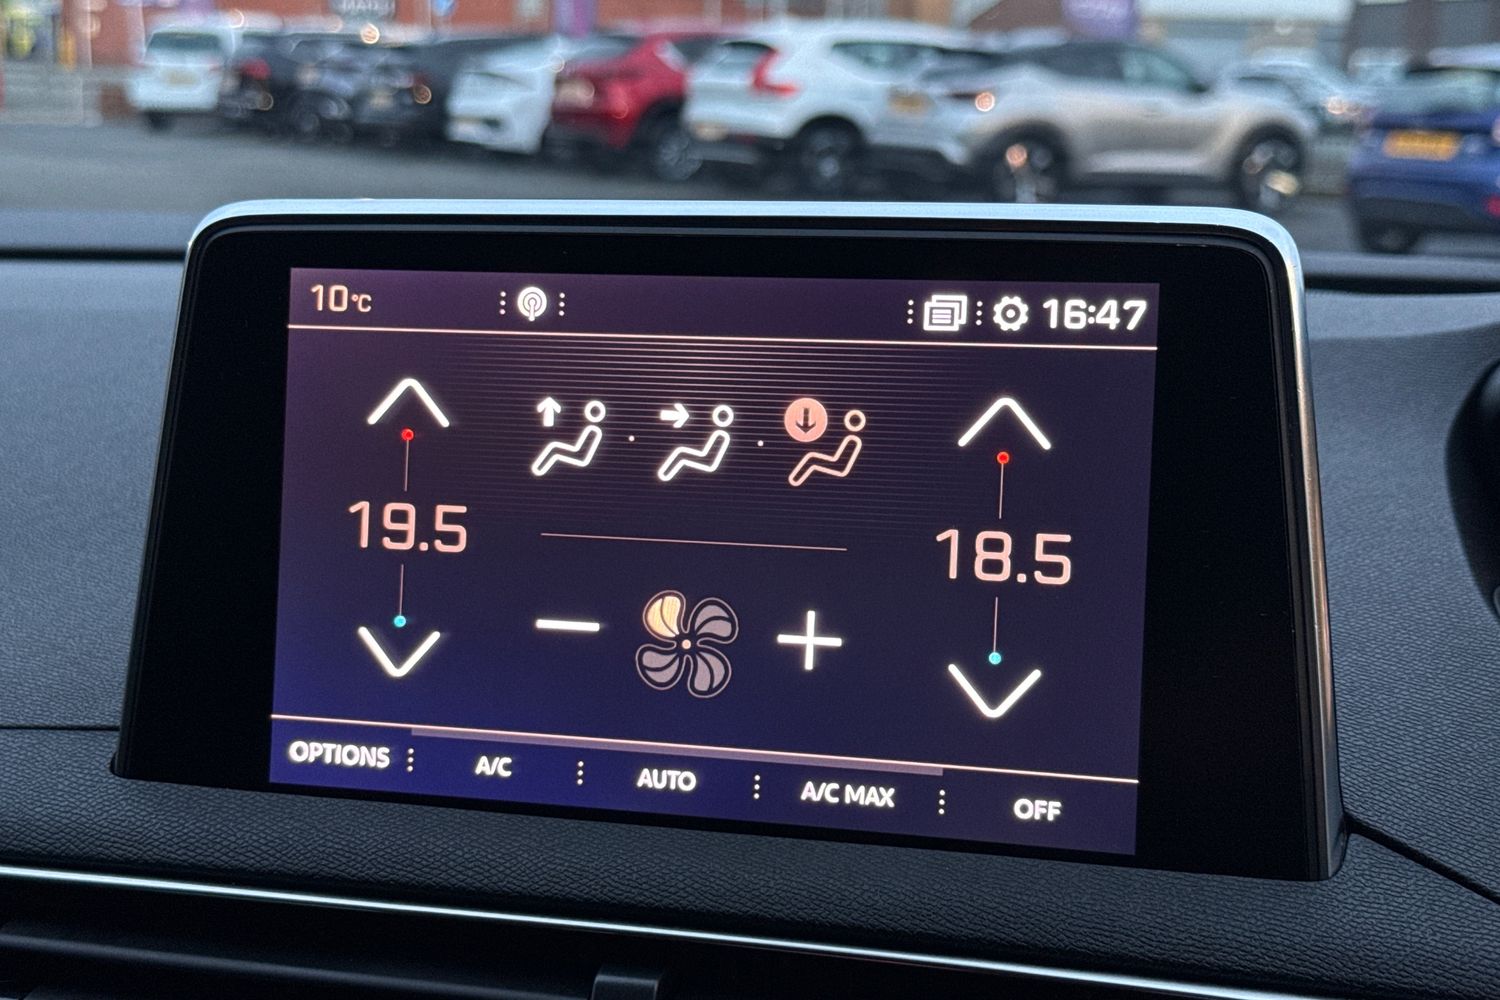 10°C
16:47
19.5
18.5
OPTIONS
A/C
AUTO
A/C MAX
OFF